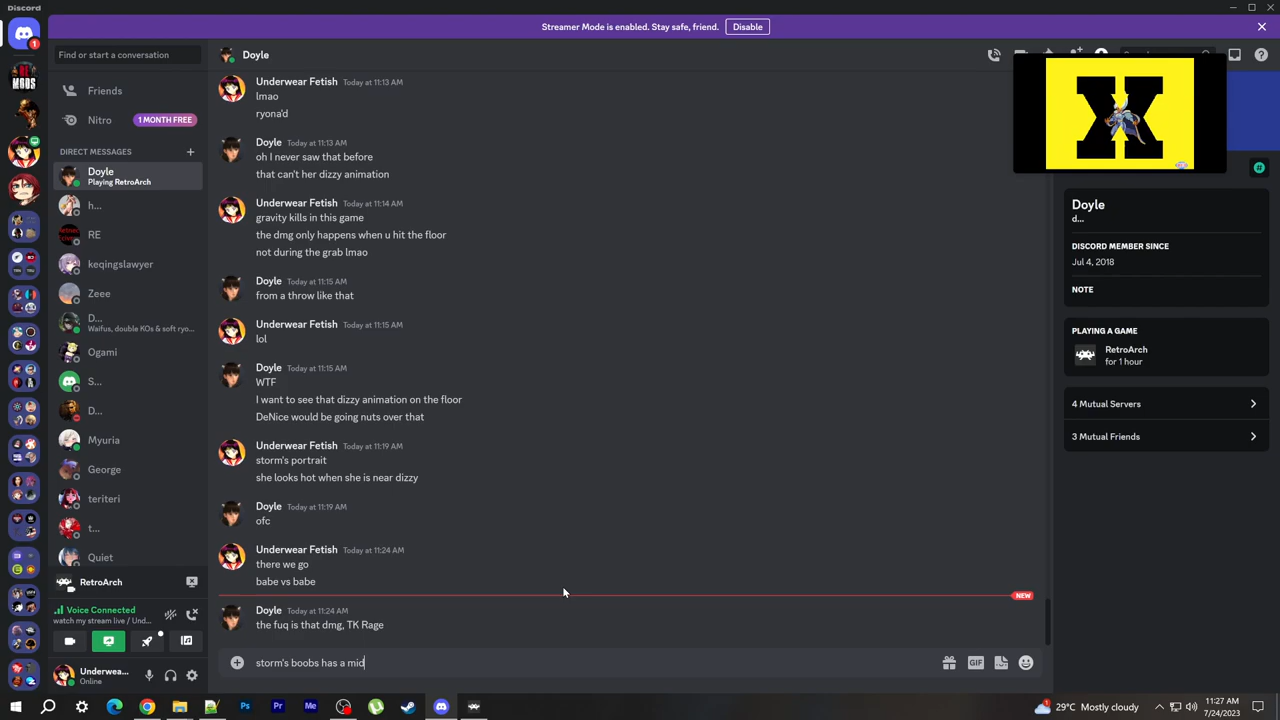 Discord
Streamer Mode is enabled. Stay safe, friend.
Disable
1
Find or start a conversation
Friends
Nitro
1 MONTH FREE
DIRECT MESSAGES
Doyle
Playing RetroArch
h...
RE
keqingslawyer
Zeee
D...
Waifus, double KOs & soft ryo...
Ogami
S...
D...
Myuria
George
teriteri
t...
Quiet
RetroArch
Voice Connected
watch my stream live / Und...
Underwea...
Online
Doyle
Underwear Fetish Today at 11:13 AM
lmao
ryona'd
Doyle Today at 11:13 AM
oh I never saw that before
that can't her dizzy animation
Underwear Fetish Today at 11:14 AM
gravity kills in this game
the dmg only happens when u hit the floor
not during the grab lmao
Doyle Today at 11:15 AM
from a throw like that
Underwear Fetish Today at 11:15 AM
lol
Doyle Today at 11:15 AM
WTF
I want to see that dizzy animation on the floor
DeNice would be going nuts over that
Underwear Fetish Today at 11:19 AM
storm's portrait
she looks hot when she is near dizzy
Doyle Today at 11:19 AM
ofc
Underwear Fetish Today at 11:24 AM
there we go
babe vs babe
NEW
Doyle Today at 11:24 AM
the fuq is that dmg, TK Rage
storm's boobs has a mid
GIF
X
Doyle
d...
DISCORD MEMBER SINCE
Jul 4, 2018
NOTE
PLAYING A GAME
RetroArch
for 1 hour
4 Mutual Servers
3 Mutual Friends
Ps
Pr
Me
29°C Mostly cloudy
11:27 AM
7/24/2023